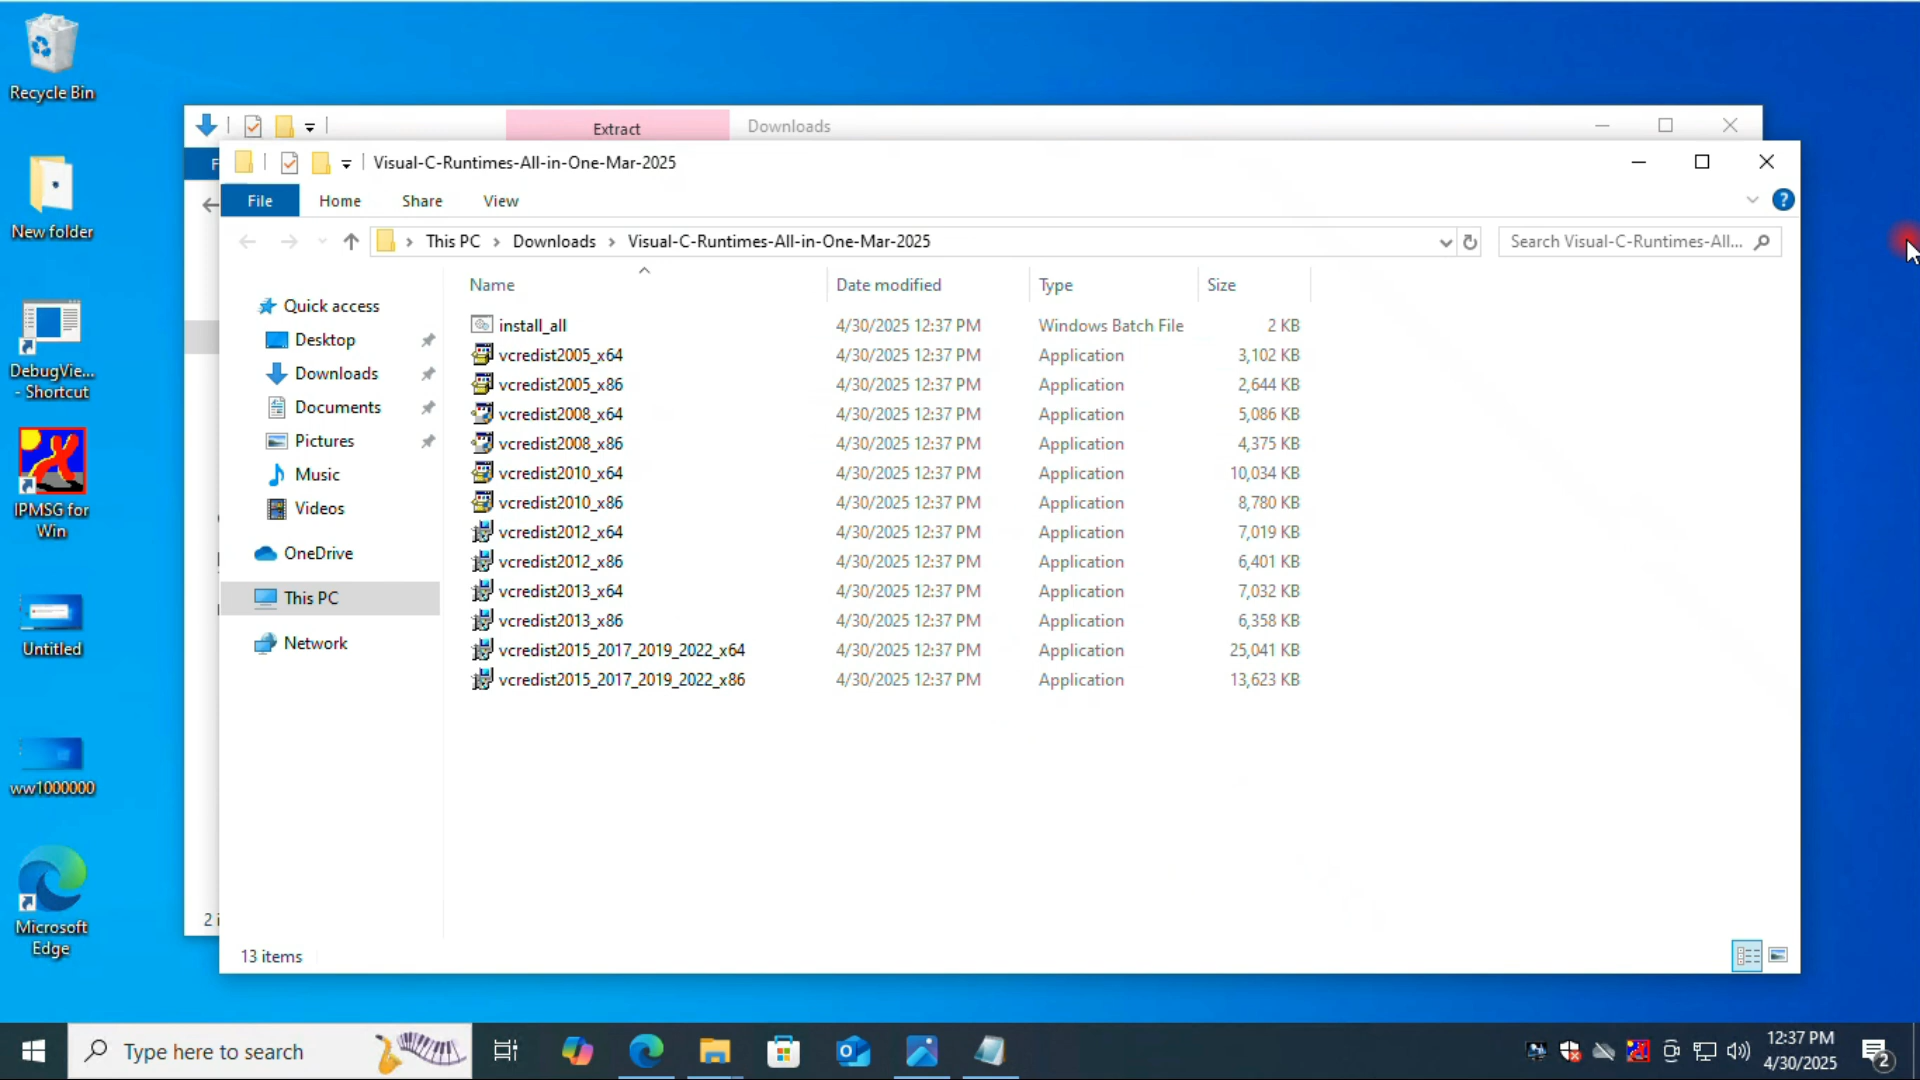 Recycle Bin
New folder
DebugVie...
- Shortcut
IPMSG for
Win
Untitled
ww1000000
Microsoft
Edge
Extract
Downloads
Visual-C-Runtimes-All-in-One-Mar-2025
File
Home
Share
View
This PC
Downloads
Visual-C-Runtimes-All-in-One-Mar-2025
Search Visual-C-Runtimes-All...
Quick access
Desktop
Downloads
Documents
Pictures
Music
Videos
OneDrive
This PC
Network
Name Date modified Type Size
install_all 4/30/2025 12:37 PM Windows Batch File 2 KB
vcredist2005_x64 4/30/2025 12:37 PM Application 3,102 KB
vcredist2005_x86 4/30/2025 12:37 PM Application 2,644 KB
vcredist2008_x64 4/30/2025 12:37 PM Application 5,086 KB
vcredist2008_x86 4/30/2025 12:37 PM Application 4,375 KB
vcredist2010_x64 4/30/2025 12:37 PM Application 10,034 KB
vcredist2010_x86 4/30/2025 12:37 PM Application 8,780 KB
vcredist2012_x64 4/30/2025 12:37 PM Application 7,019 KB
vcredist2012_x86 4/30/2025 12:37 PM Application 6,401 KB
vcredist2013_x64 4/30/2025 12:37 PM Application 7,032 KB
vcredist2013_x86 4/30/2025 12:37 PM Application 6,358 KB
vcredist2015_2017_2019_2022_x64 4/30/2025 12:37 PM Application 25,041 KB
vcredist2015_2017_2019_2022_x86 4/30/2025 12:37 PM Application 13,623 KB
13 items
Type here to search
12:37 PM
4/30/2025
2